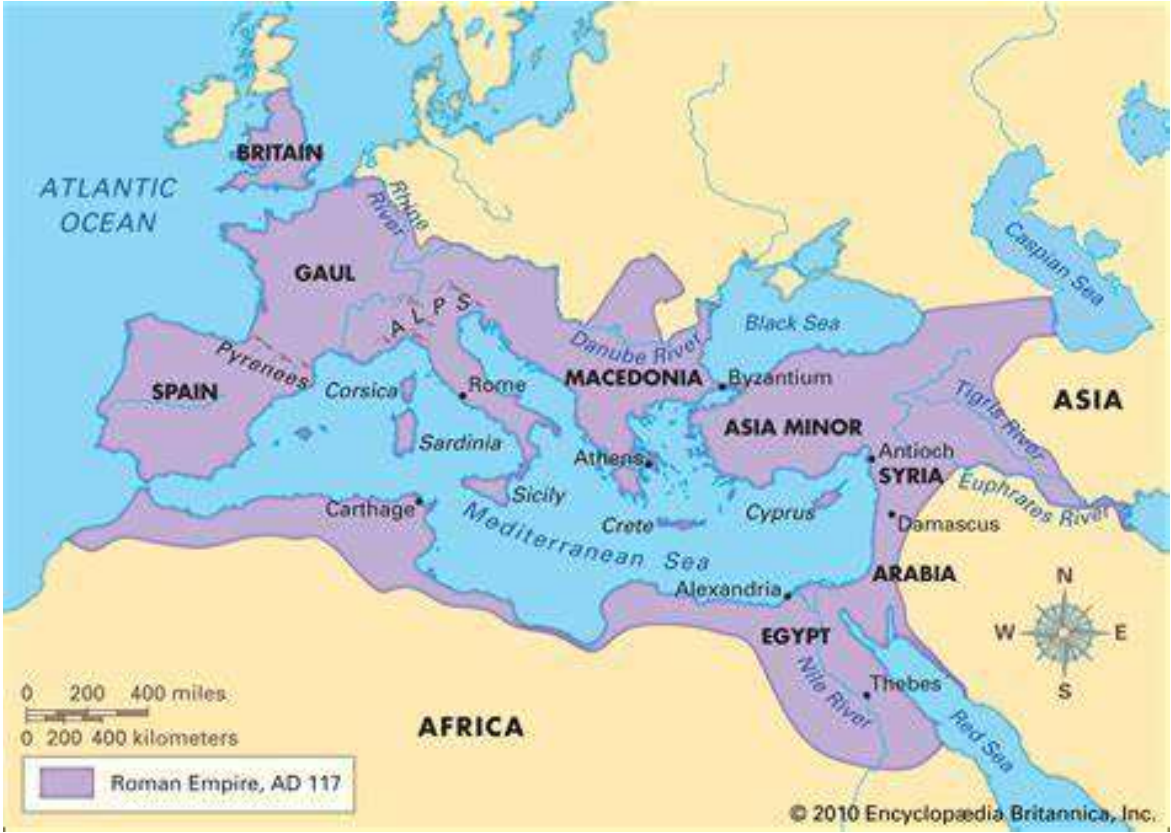 BRITAIN
ATLANTIC
OCEAN
Rhine
River
GAUL
ALPS
Caspian Sea
Black Sea
Danube River
Pyrenees
SPAIN
Corsica
Rome
MACEDONIA
Byzantium
ASIA
Tigris River
Sardinia
ASIA MINOR
Athens
Antioch
SYRIA
Euphrates River
Sicily
Carthage
Crete
Cyprus
Damascus
Mediterranean Sea
ARABIA
Alexandria
EGYPT
N
W
E
S
Nile River
Thebes
Red Sea
AFRICA
0 200 400 miles
0 200 400 kilometers
Roman Empire, AD 117
© 2010 Encyclopædia Britannica, Inc.